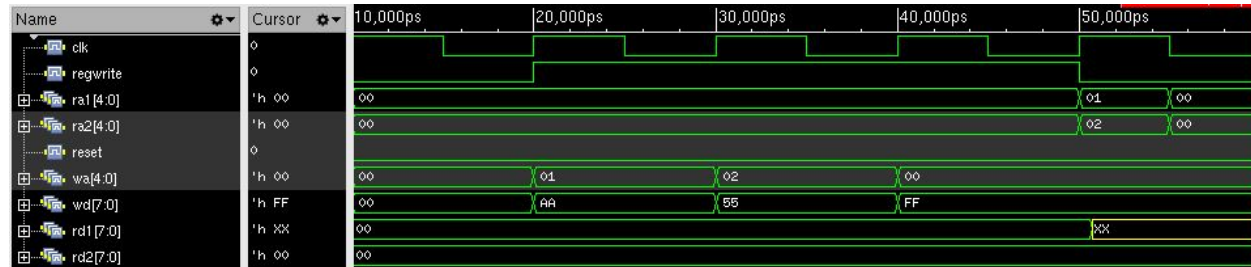 Name Cursor 10,000ps 20,000ps 30,000ps 40,000ps 50,000ps
clk 0
regwrite 0
ra1[4:0] 'h 00 00 01 00
ra2[4:0] 'h 00 00 02 00
reset 0
wa[4:0] 'h 00 00 01 02 00
wd[7:0] 'h FF 00 AA 55 FF
rd1[7:0] 'h XX 00 XX
rd2[7:0] 'h 00 00